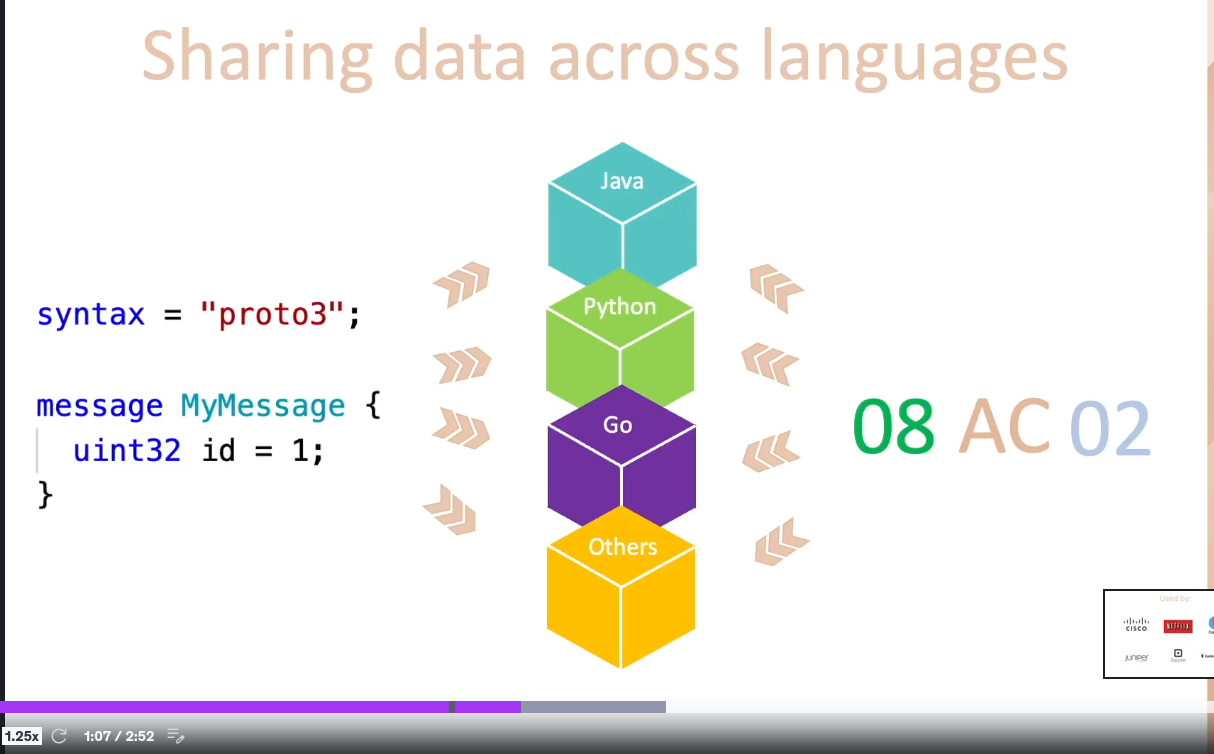 Sharing data across languages
Java
Python
Go
Others
syntax = "proto3";
message MyMessage {
uint32 id = 1;
}
08 AC 02
Used by:
CISCO
NETFLIX
JUNIPER
Square
1.25x
1:07 / 2:52